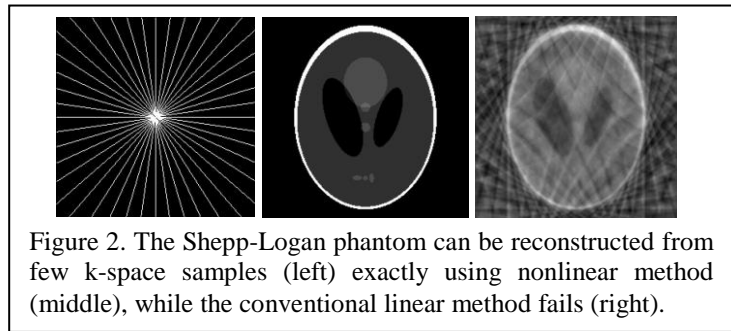 Figure 2. The Shepp-Logan phantom can be reconstructed from
few k-space samples (left) exactly using nonlinear method
(middle), while the conventional linear method fails (right).